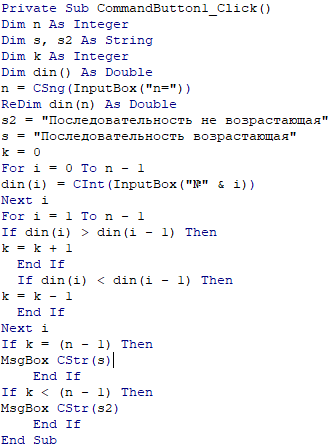 Private Sub CommandButton1_Click()
Dim n As Integer
Dim s, s2 As String
Dim k As Integer
Dim din() As Double
n = CSng(InputBox("n="))
ReDim din(n) As Double
s2 = "Последовательность не возрастающая"
s = "Последовательность возрастающая"
k = 0
For i = 0 To n - 1
din(i) = CInt(InputBox("№" & i))
Next i
For i = 1 To n - 1
If din(i) > din(i - 1) Then
k = k + 1
End If
If din(i) < din(i - 1) Then
k = k - 1
End If
Next i
If k = (n - 1) Then
MsgBox CStr(s)
End If
If k < (n - 1) Then
MsgBox CStr(s2)
End If
End Sub